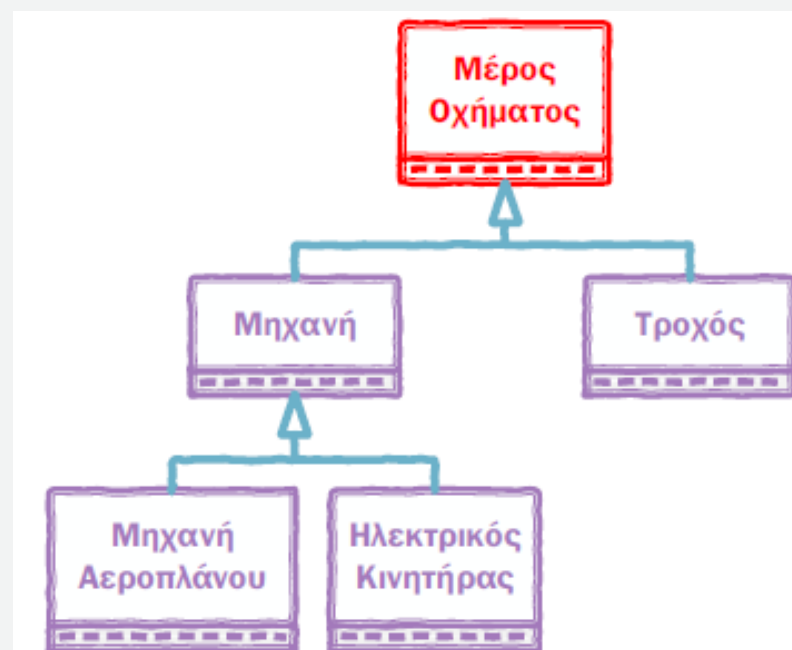 Μέρος
Οχήματος
Μηχανή
Τροχός
Μηχανή
Αεροπλάνου
Ηλεκτρικός
Κινητήρας